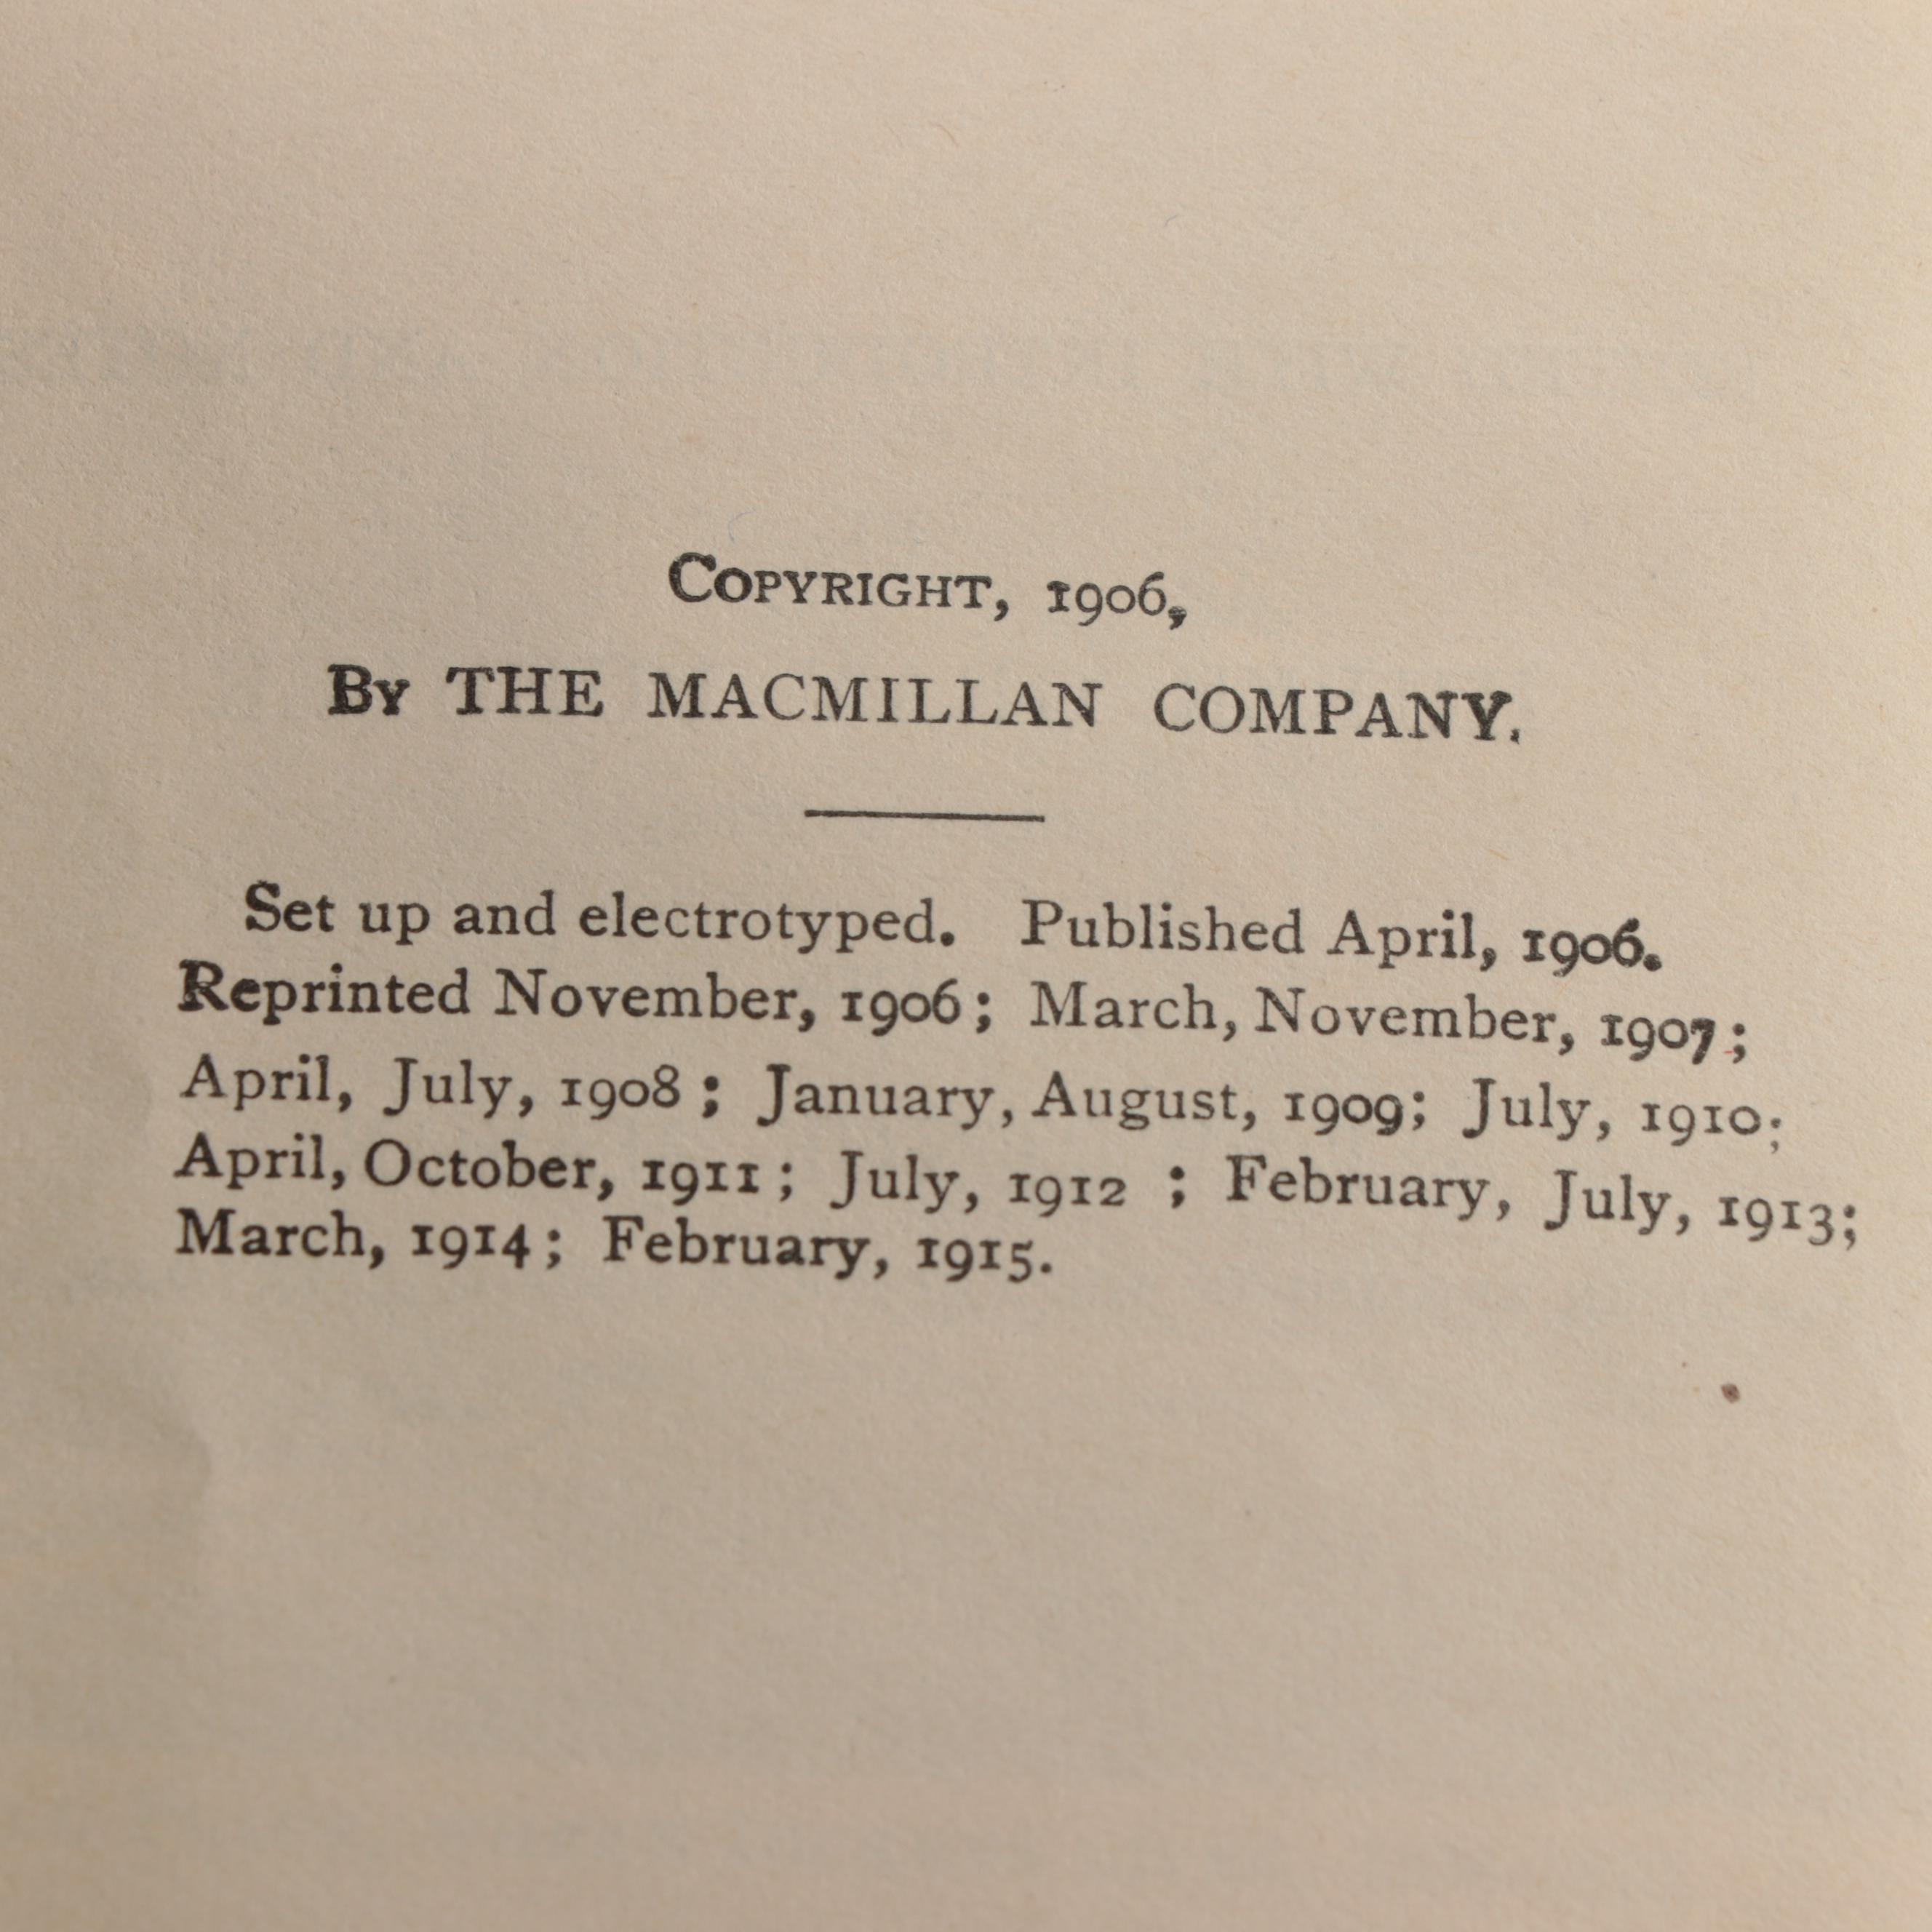 Copyright, 1906,
By THE MACMILLAN COMPANY.
Set up and electrotyped. Published April, 1906.
Reprinted November, 1906; March, November, 1907;
April, July, 1908; January, August, 1909; July, 1910;
April, October, 1911; July, 1912 ; February, July, 1913;
March, 1914; February, 1915.